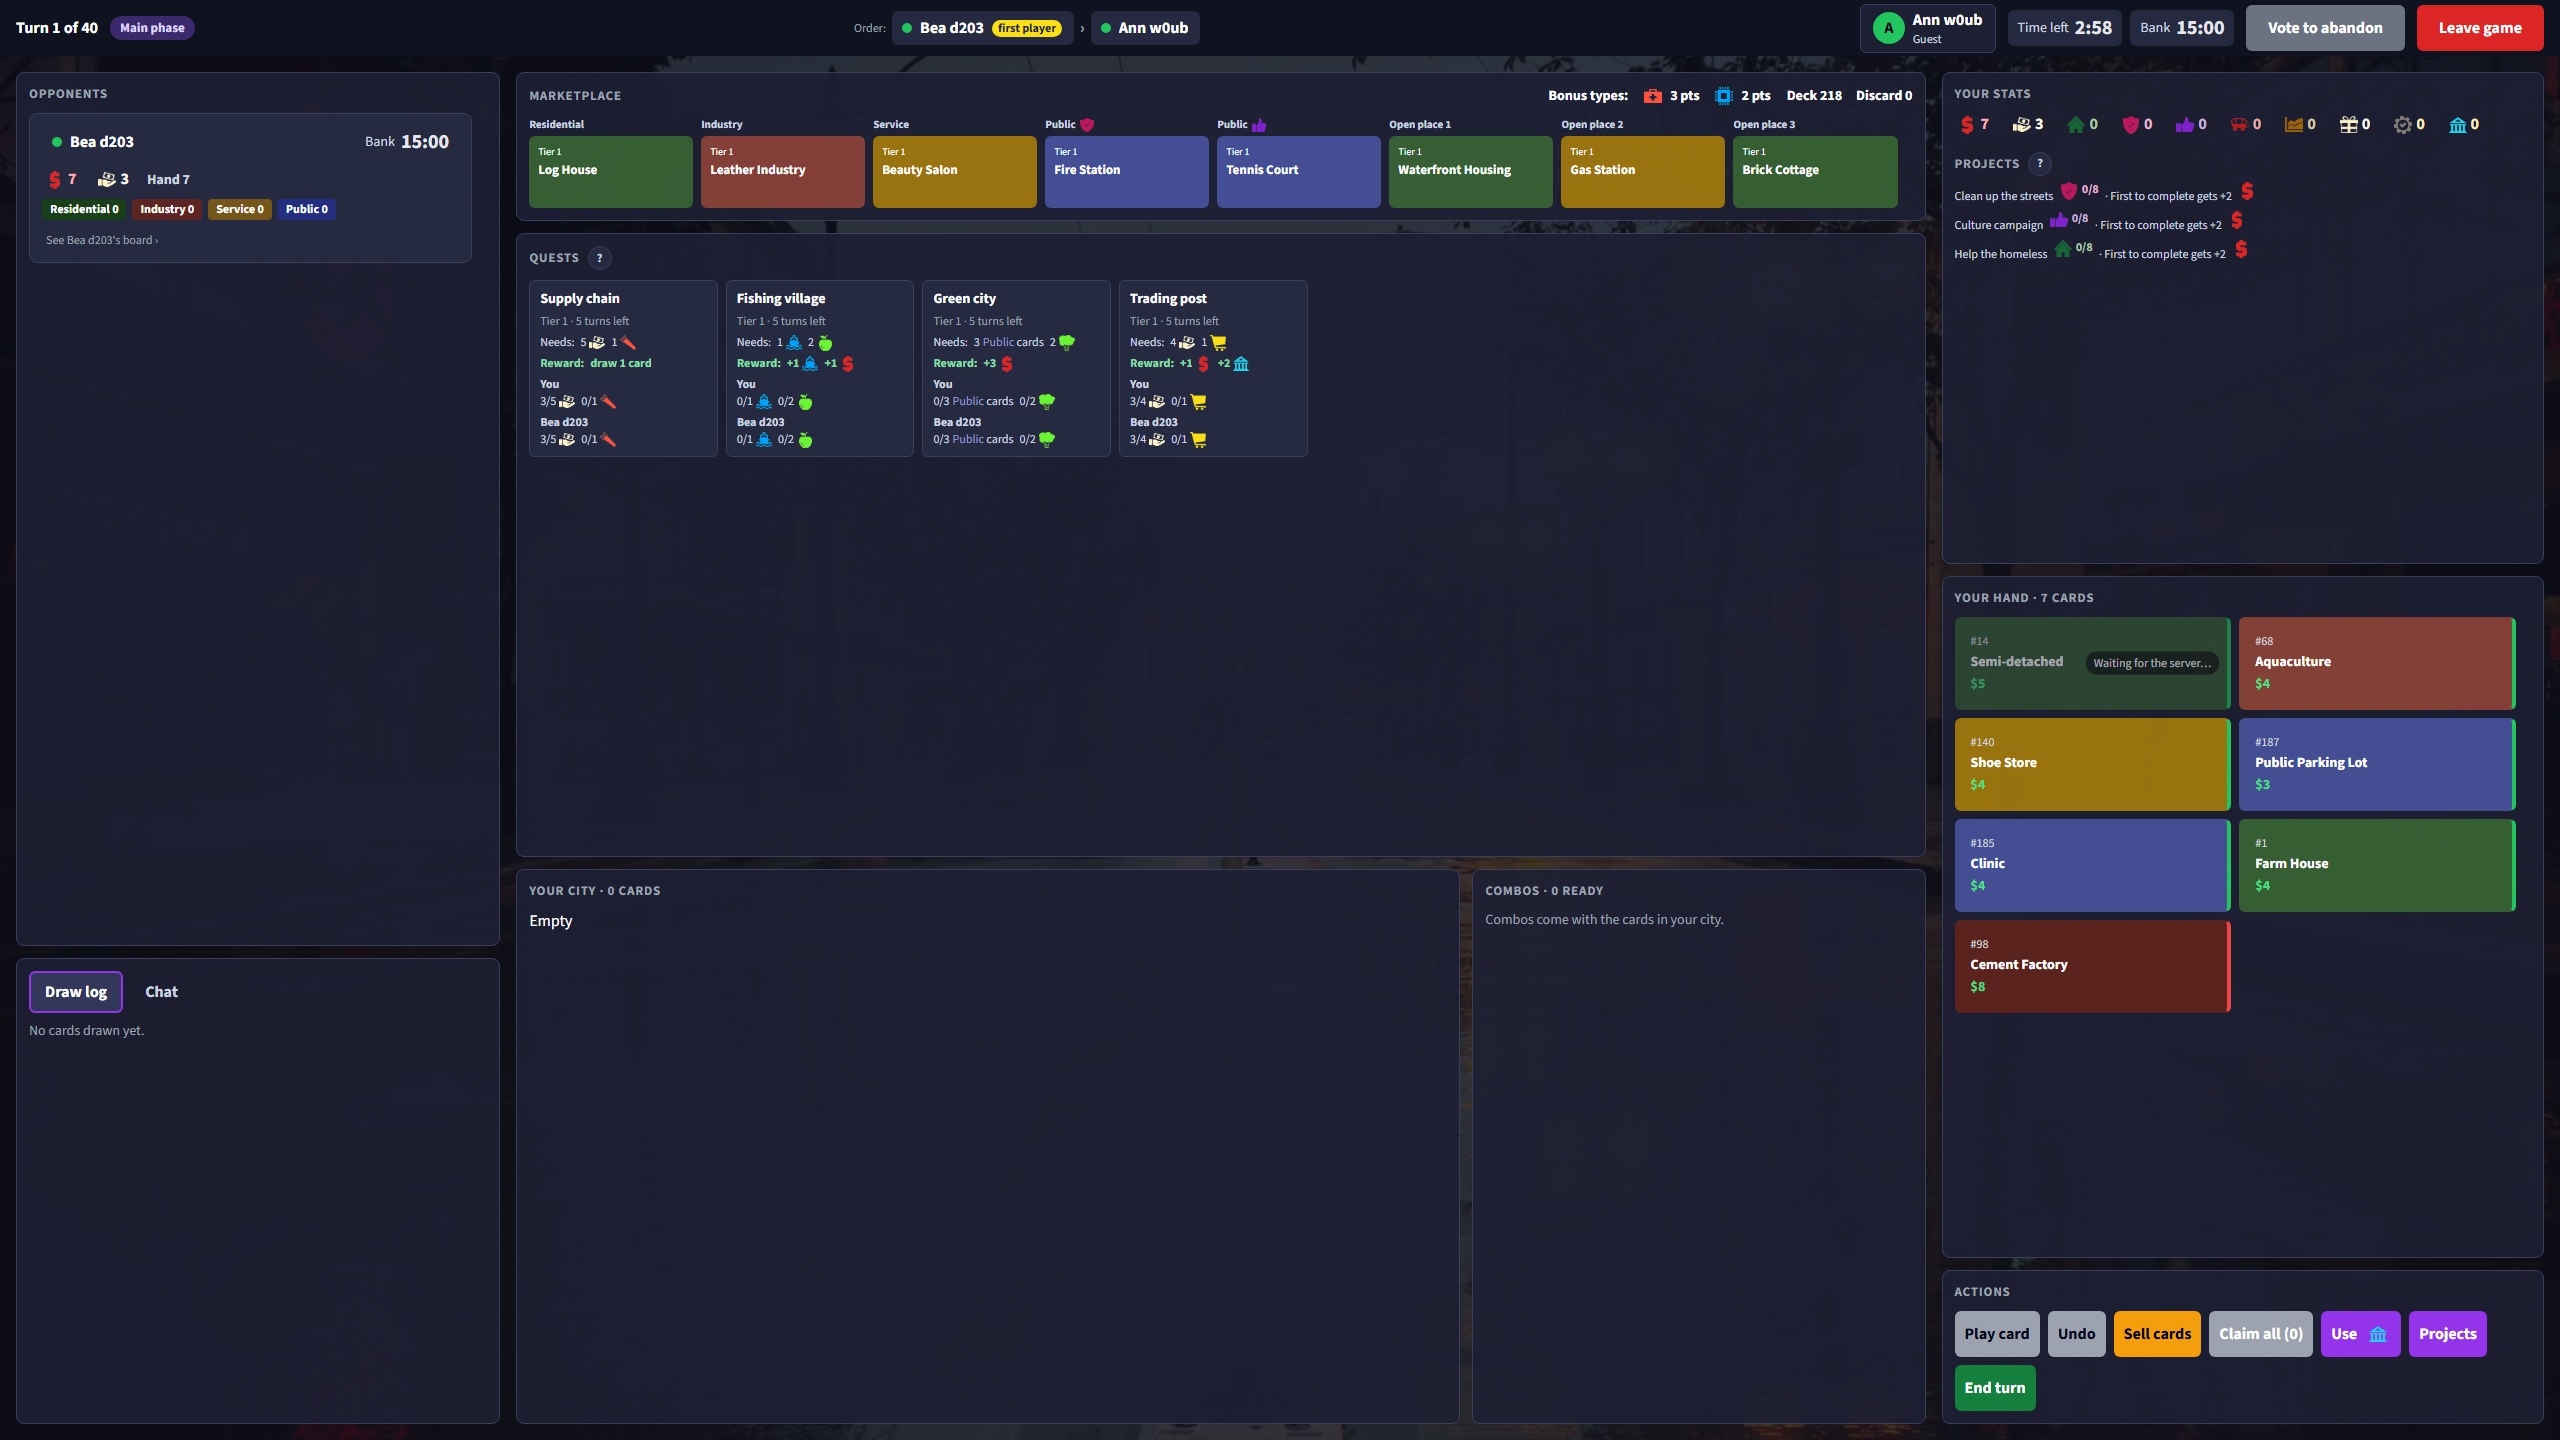 Turn 1 of 40 Main phase
Order: Bea d203 first player › Ann w0ub
A Ann w0ub
Guest
Time left 2:58
Bank 15:00
Vote to abandon
Leave game
OPPONENTS
Bea d203 Bank 15:00
7 3 Hand 7
Residential 0 Industry 0 Service 0 Public 0
See Bea d203's board ›
Draw log Chat
No cards drawn yet.
MARKETPLACE
Bonus types: 3 pts 2 pts Deck 218 Discard 0
Residential Industry Service Public Public Open place 1 Open place 2 Open place 3
Tier 1 Tier 1 Tier 1 Tier 1 Tier 1 Tier 1 Tier 1 Tier 1
Log House Leather Industry Beauty Salon Fire Station Tennis Court Waterfront Housing Gas Station Brick Cottage
QUESTS ?
Supply chain
Tier 1 · 5 turns left
Needs: 5 1
Reward: draw 1 card
You
3/5 0/1
Bea d203
3/5 0/1
Fishing village
Tier 1 · 5 turns left
Needs: 1 2
Reward: +1 +1 $
You
0/1 0/2
Bea d203
0/1 0/2
Green city
Tier 1 · 5 turns left
Needs: 3 Public cards 2
Reward: +3 $
You
0/3 Public cards 0/2
Bea d203
0/3 Public cards 0/2
Trading post
Tier 1 · 5 turns left
Needs: 4 1
Reward: +1 $ +2
You
3/4 0/1
Bea d203
3/4 0/1
YOUR CITY · 0 CARDS
Empty
COMBOS · 0 READY
Combos come with the cards in your city.
YOUR STATS
$ 7 3 0 0 0 0 0 0 0 0
PROJECTS ?
Clean up the streets 0/8 · First to complete gets +2 $
Culture campaign 0/8 · First to complete gets +2 $
Help the homeless 0/8 · First to complete gets +2 $
YOUR HAND · 7 CARDS
#14
Semi-detached
$5
Waiting for the server…
#68
Aquaculture
$4
#140
Shoe Store
$4
#187
Public Parking Lot
$3
#185
Clinic
$4
#1
Farm House
$4
#98
Cement Factory
$8
ACTIONS
Play card Undo Sell cards Claim all (0) Use Projects
End turn